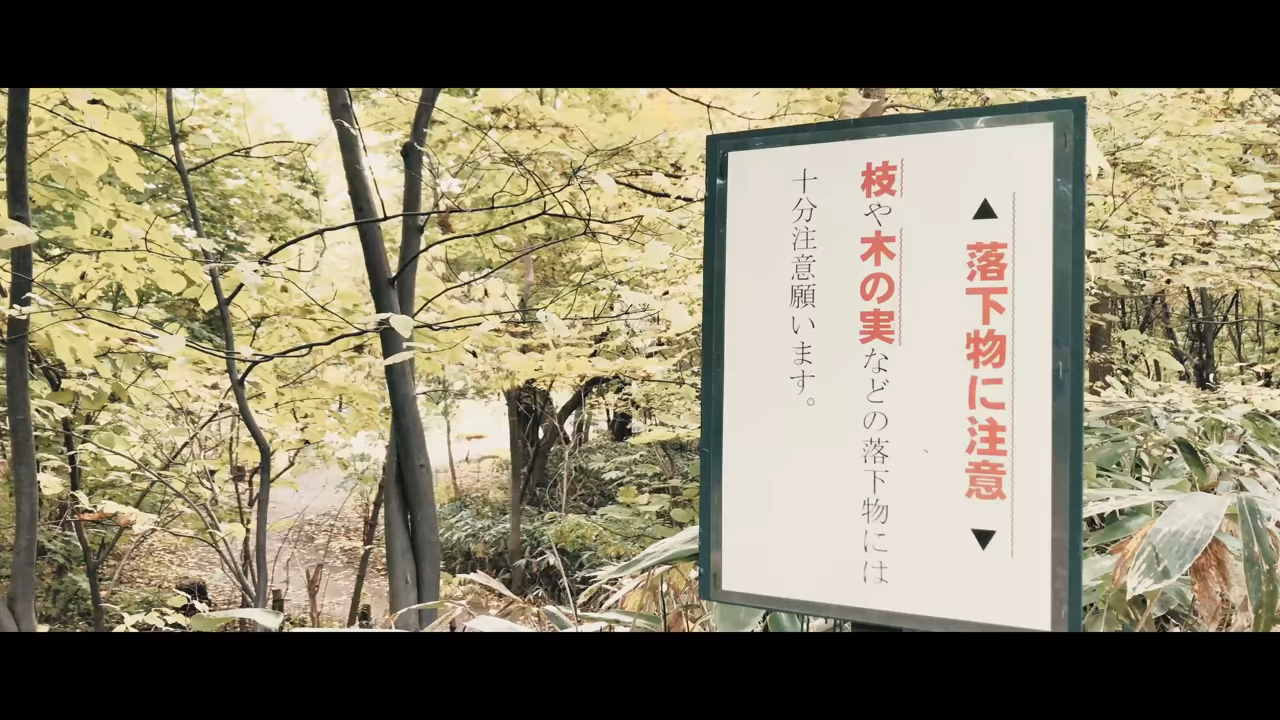 ▲落下物に注意▼
枝や木の実などの落下物には
十分注意願います。